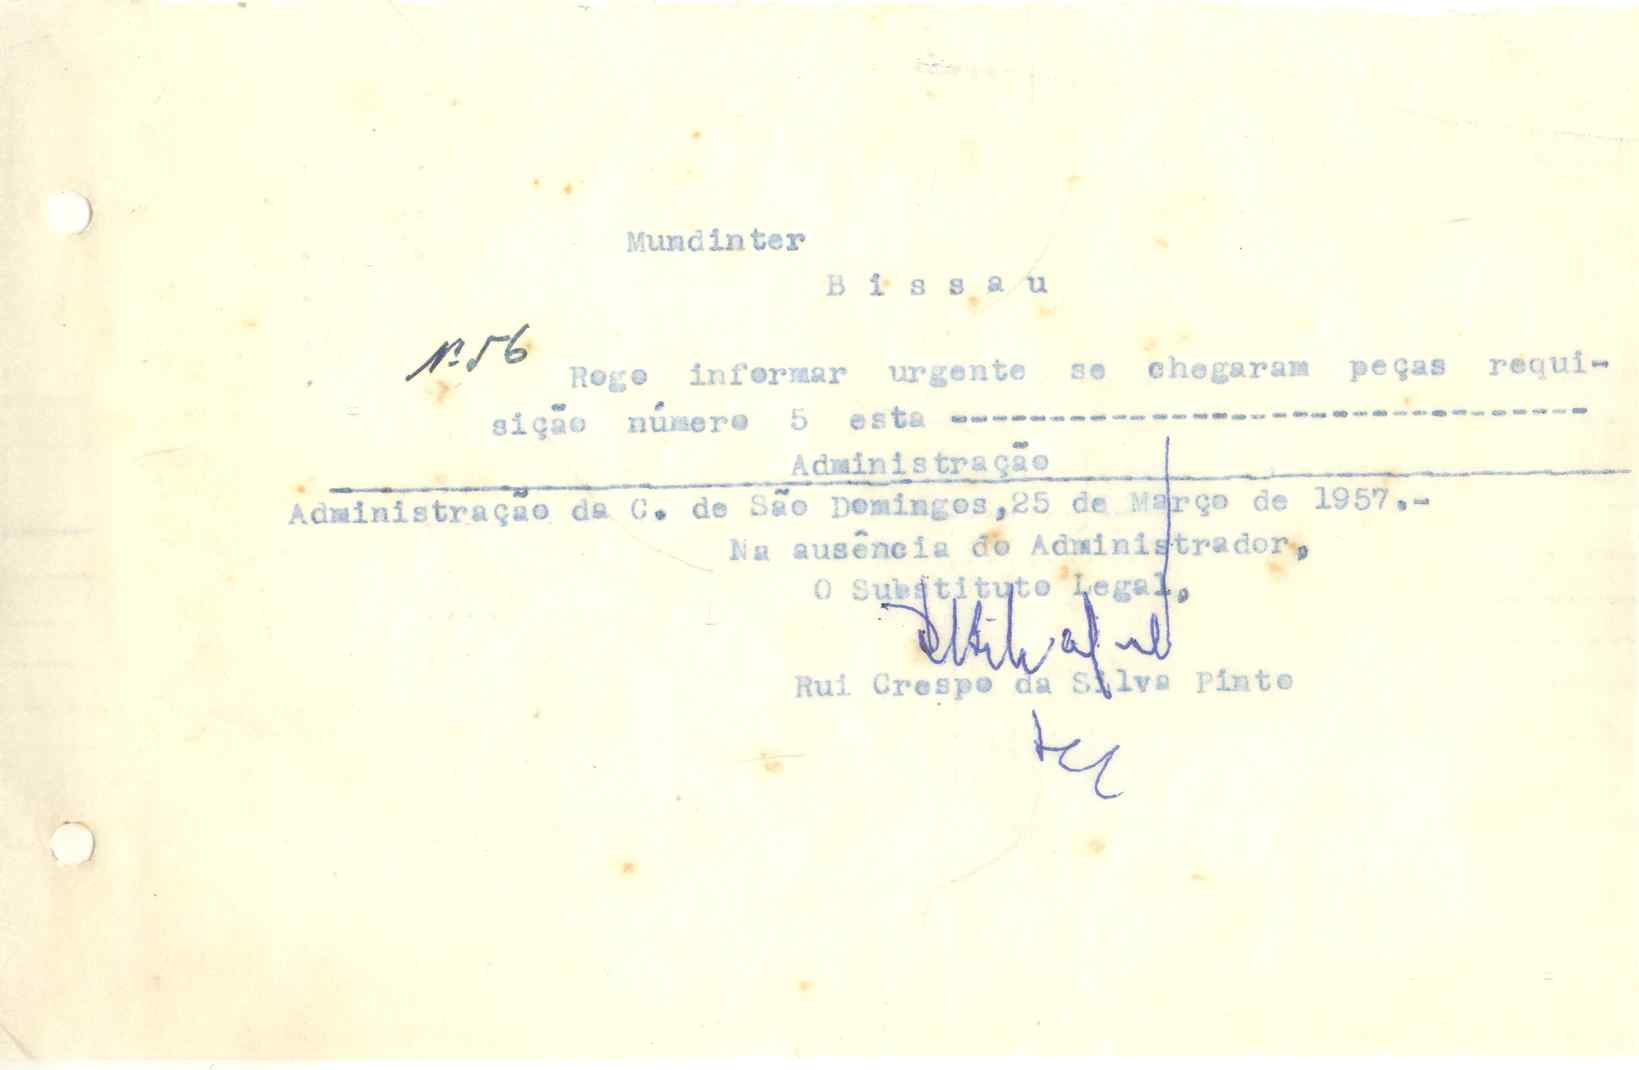 Mundinter
B i s s a u
Nº 56
Rogo informar urgente se chegaram peças requi-
sição número 5 esta --------------------------------
Administração
Administração da C. de São Domingos,25 de Março de 1957.-
Na ausência do Administrador,
O Substituto Legal,
Rui Crespo da Silva Pinto